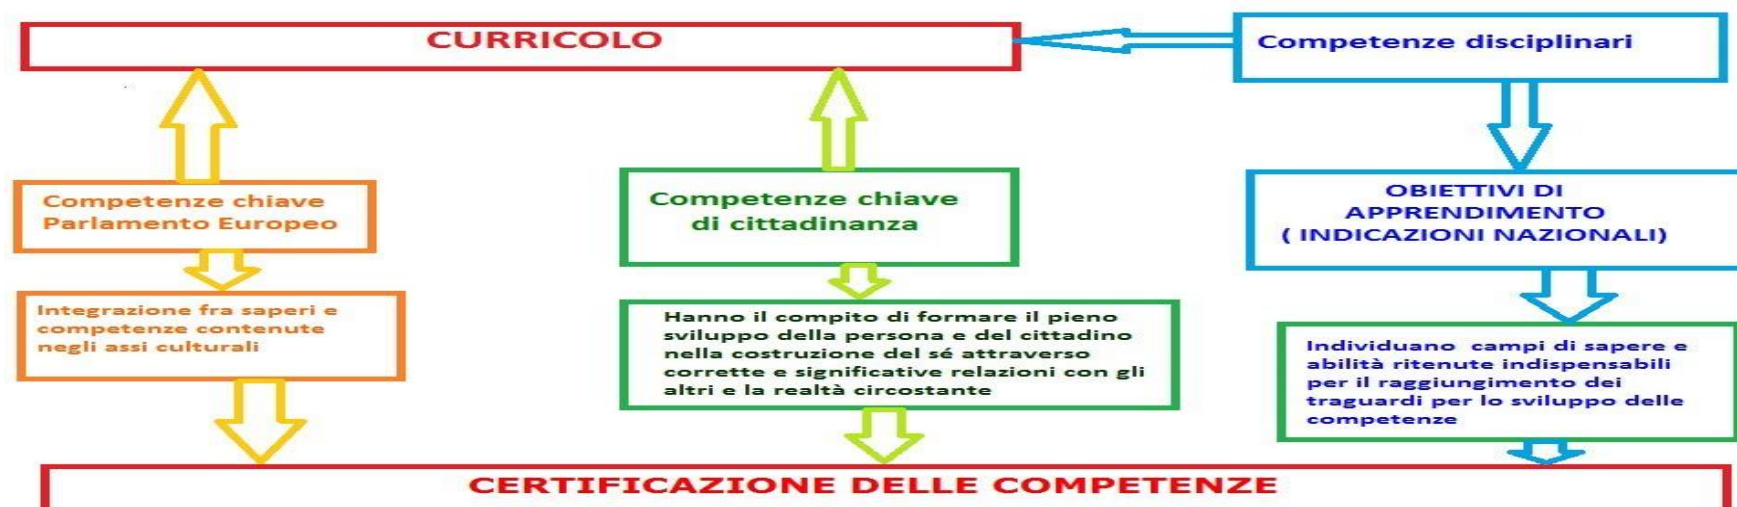 CURRICOLO
Competenze disciplinari
Competenze chiave
Parlamento Europeo
Competenze chiave
di cittadinanza
OBIETTIVI DI
APPRENDIMENTO
( INDICAZIONI NAZIONALI)
Integrazione fra saperi e
competenze contenute
negli assi culturali
Hanno il compito di formare il pieno
sviluppo della persona e del cittadino
nella costruzione del sé attraverso
corrette e significative relazioni con gli
altri e la realtà circostante
Individuano campi di sapere e
abilità ritenute indispensabili
per il raggiungimento dei
traguardi per lo sviluppo delle
competenze
CERTIFICAZIONE DELLE COMPETENZE